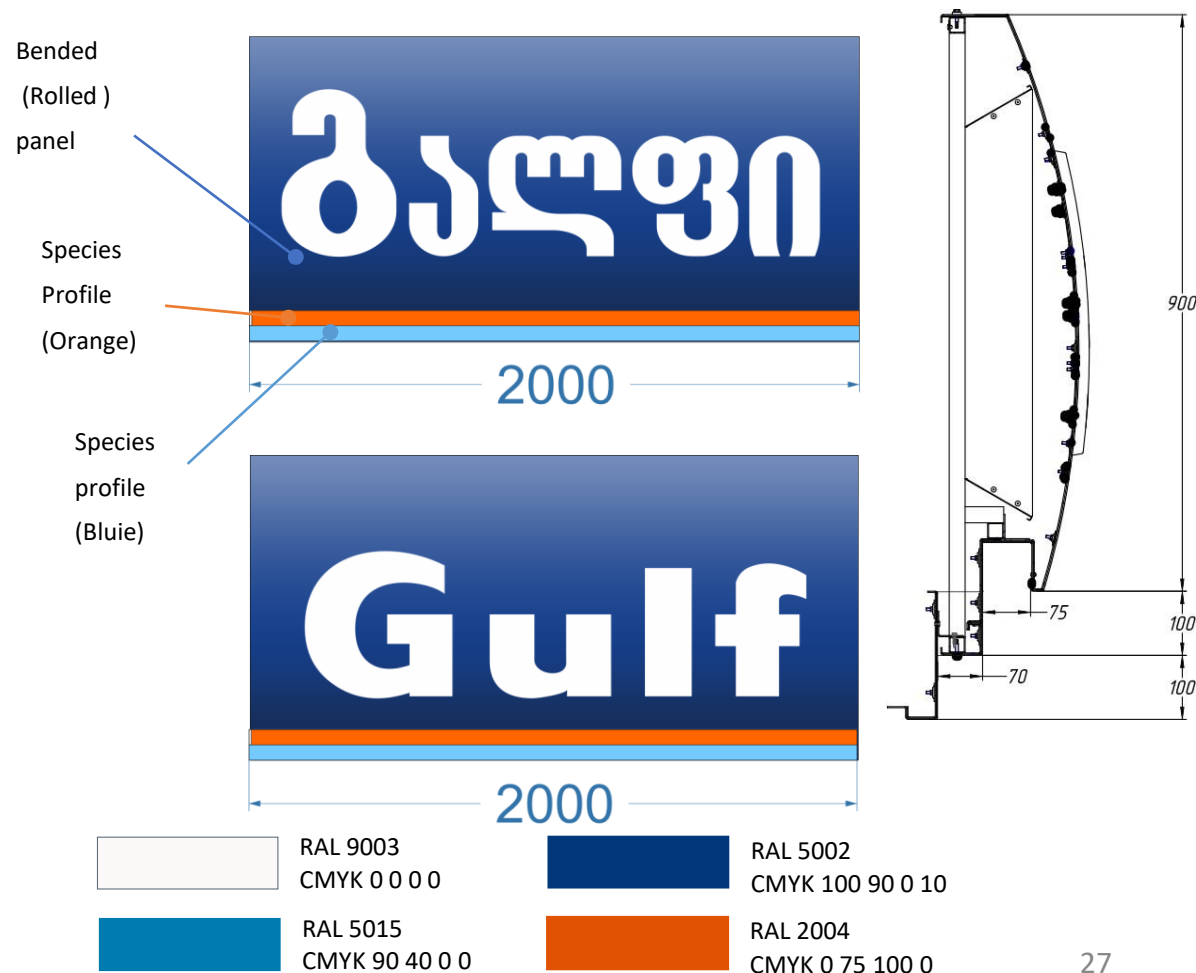 Bended
(Rolled )
panel
გალფი
Species
Profile
(Orange)
2000
Species
profile
(Bluie)
Gulf
2000
900
75
100
70
100
RAL 9003
CMYK 0 0 0 0
RAL 5002
CMYK 100 90 0 10
RAL 5015
CMYK 90 40 0 0
RAL 2004
CMYK 0 75 100 0
27